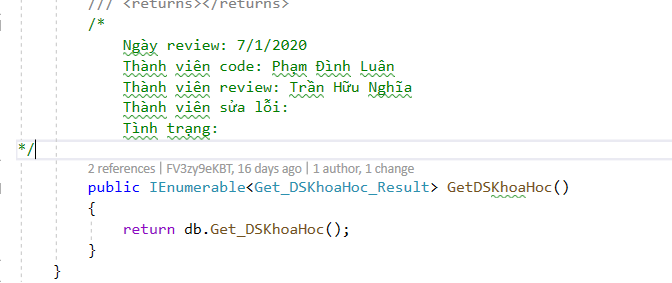 /// <returns></returns>
/*
Ngày review: 7/1/2020
Thành viên code: Phạm Đình Luân
Thành viên review: Trần Hữu Nghĩa
Thành viên sửa lỗi:
Tình trạng:
*/
2 references | FV3zy9eKBT, 16 days ago | 1 author, 1 change
public IEnumerable<Get_DSKhoaHoc_Result> GetDSKhoaHoc()
{
return db.Get_DSKhoaHoc();
}
}